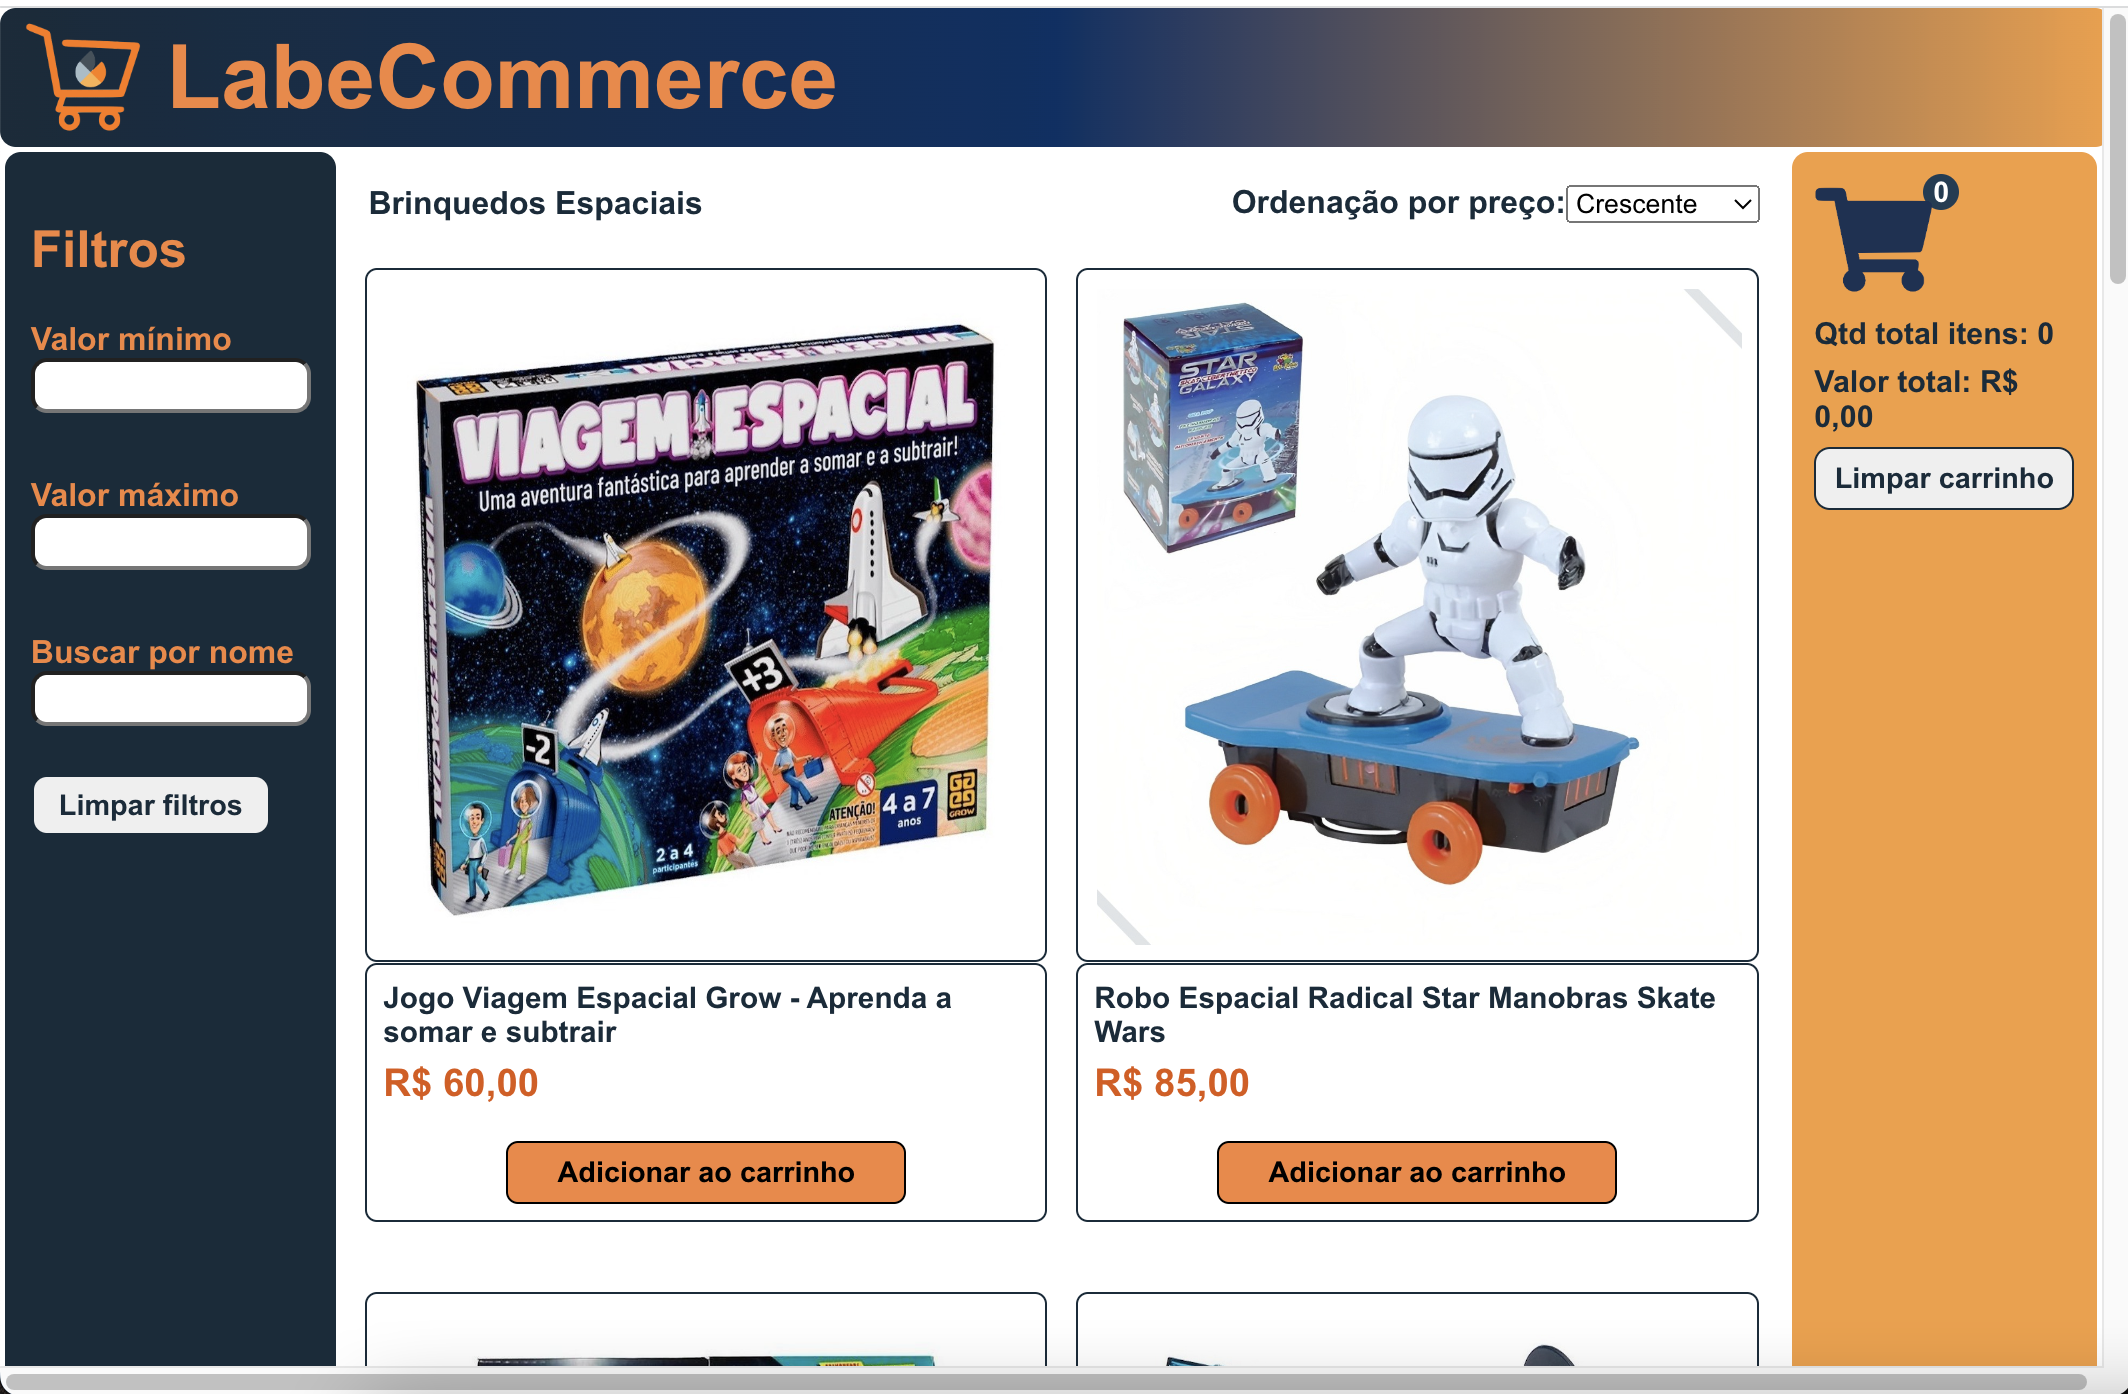 LabeCommerce
Filtros
Valor mínimo
Valor máximo
Buscar por nome
Limpar filtros
Brinquedos Espaciais
Ordenação por preço:
Crescente
VIAGEM ESPACIAL
Uma aventura fantástica para aprender a somar e a subtrair!
VIAGEM ESPACIAL
+3
-2
2 a 4
participantes
ATENÇÃO!
4 a 7
anos
GROW
Jogo Viagem Espacial Grow - Aprenda a
somar e subtrair
R$ 60,00
Adicionar ao carrinho
STAR
GALAXY
Robo Espacial Radical Star Manobras Skate
Wars
R$ 85,00
Adicionar ao carrinho
0
Qtd total itens: 0
Valor total: R$
0,00
Limpar carrinho